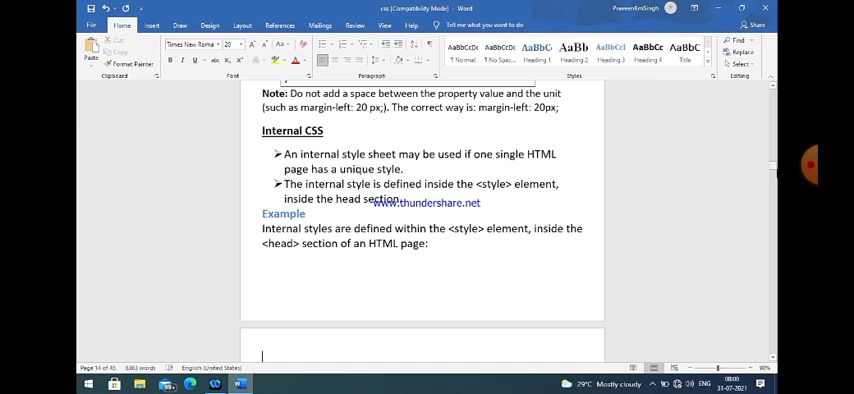 css [Compatibility Mode] - Word
PraveenKmSingh
File Home Insert Draw Design Layout References Mailings Review View Help Tell me what you want to do Share
Paste
Cut
Copy
Format Painter
Clipboard
Times New Roma 20
Font
Paragraph
AaBbCcDc AaBbCcDc AaBbC AaBb AaBbCcI AaBbCc AaBbC
¶ Normal ¶ No Spac... Heading 1 Heading 2 Heading 3 Heading 4 Title
Styles
Find
Replace
Select
Editing
Note: Do not add a space between the property value and the unit
(such as margin-left: 20 px;). The correct way is: margin-left: 20px;
Internal CSS
An internal style sheet may be used if one single HTML
page has a unique style.
The internal style is defined inside the <style> element,
inside the head section.
www.thundershare.net
Example
Internal styles are defined within the <style> element, inside the
<head> section of an HTML page:
Page 14 of 45 6363 words English (United States) 90%
99+
29°C Mostly cloudy ENG
08:00
31-07-2021